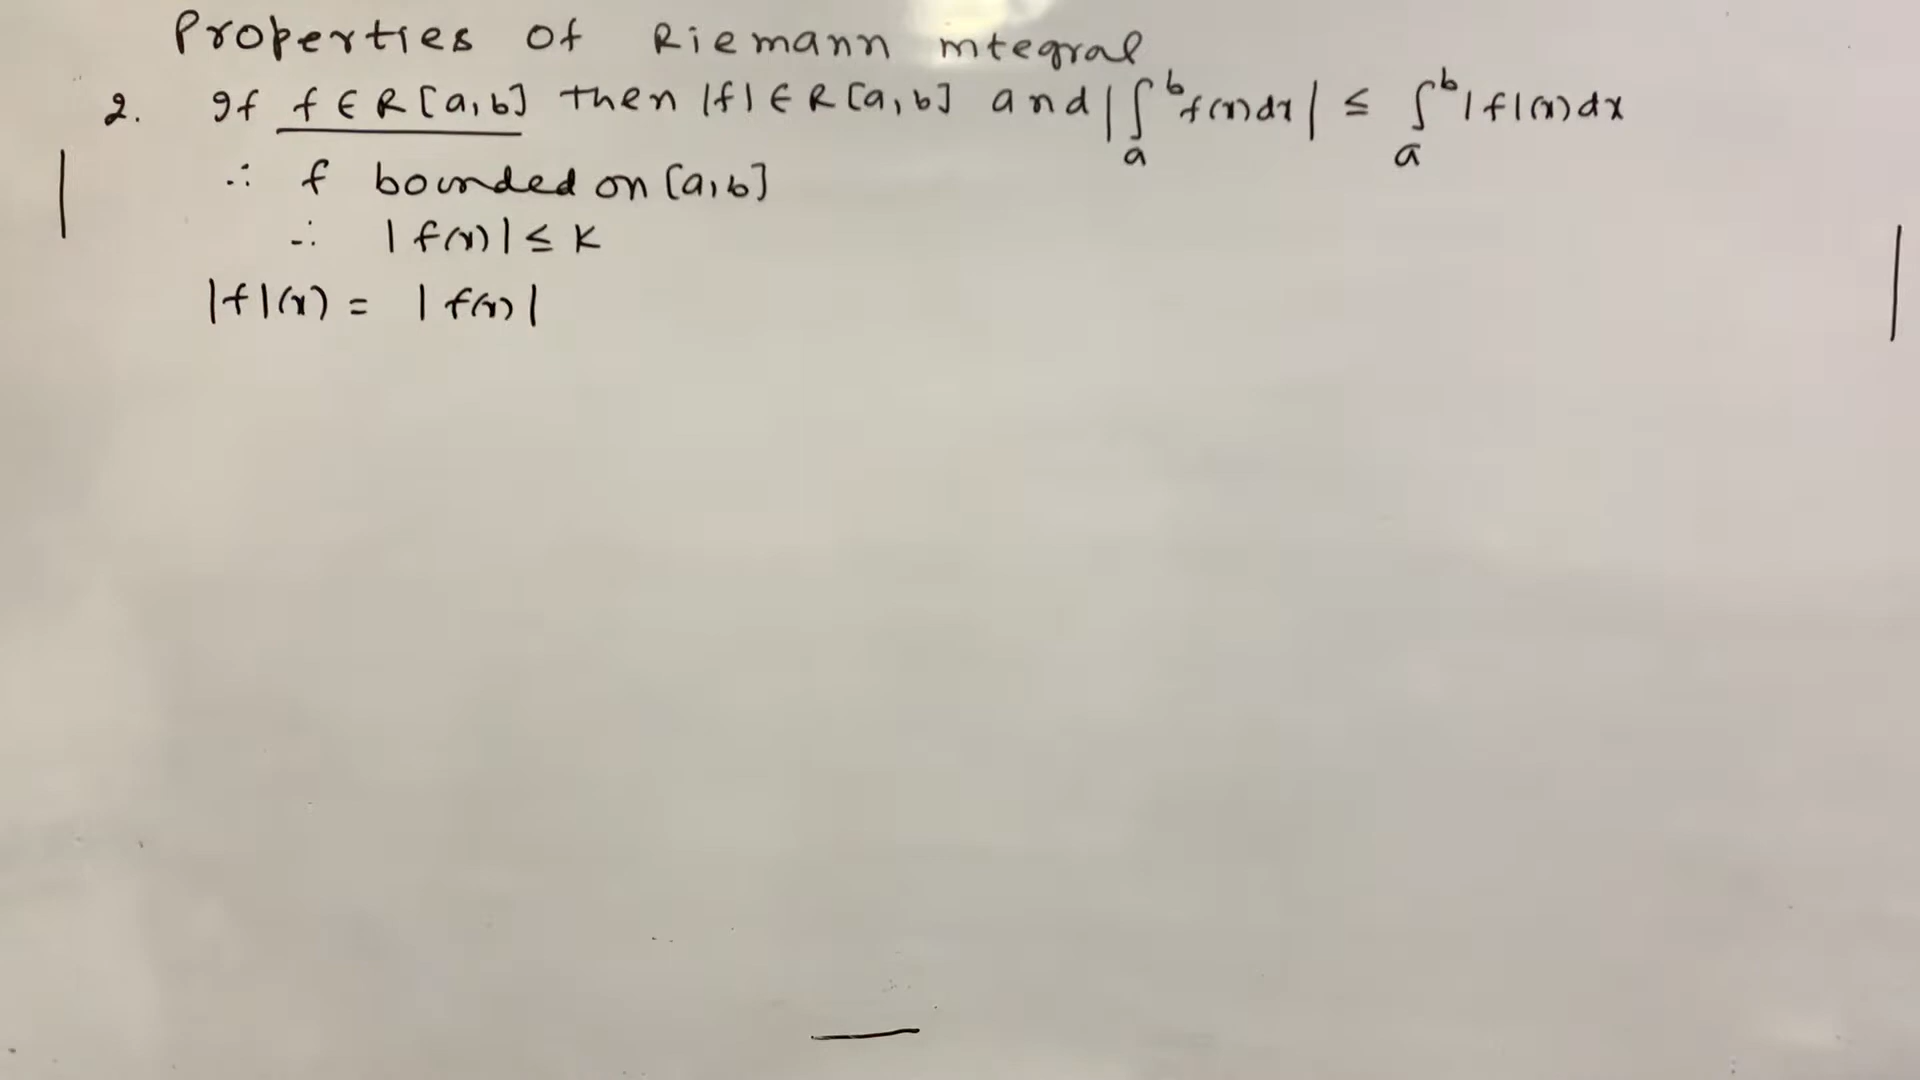 Properties of Riemann integral
2. If f ∈ R[a,b] then |f| ∈ R[a,b] and |∫_a^b f(x)dx| ≤ ∫_a^b |f|(x)dx
∴ f bounded on [a,b]
∴ |f(x)| ≤ K
|f|(x) = |f(x)|